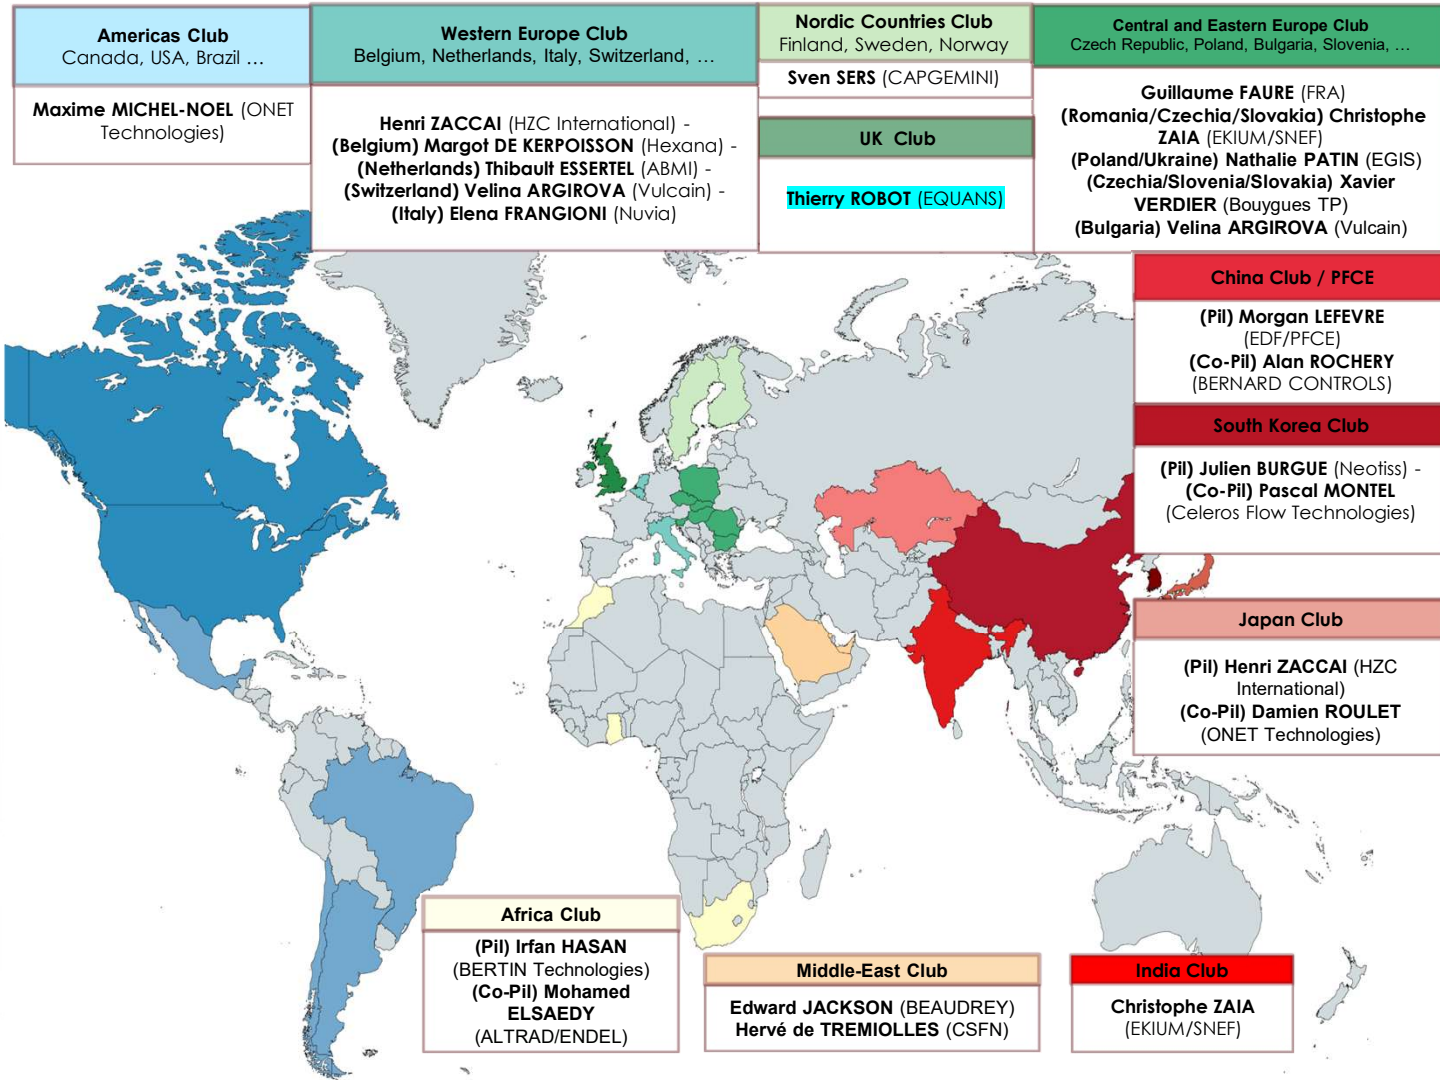 Americas Club
Canada, USA, Brazil ...
Maxime MICHEL-NOEL (ONET
Technologies)
Western Europe Club
Belgium, Netherlands, Italy, Switzerland, ...
Henri ZACCAI (HZC International) -
(Belgium) Margot DE KERPOISSON (Hexana) -
(Netherlands) Thibault ESSERTEL (ABMI) -
(Switzerland) Velina ARGIROVA (Vulcain) -
(Italy) Elena FRANGIONI (Nuvia)
Nordic Countries Club
Finland, Sweden, Norway
Sven SERS (CAPGEMINI)
UK Club
Thierry ROBOT (EQUANS)
Central and Eastern Europe Club
Czech Republic, Poland, Bulgaria, Slovenia, ...
Guillaume FAURE (FRA)
(Romania/Czechia/Slovakia) Christophe
ZAIA (EKIUM/SNEF)
(Poland/Ukraine) Nathalie PATIN (EGIS)
(Czechia/Slovenia/Slovakia) Xavier
VERDIER (Bouygues TP)
(Bulgaria) Velina ARGIROVA (Vulcain)
China Club / PFCE
(Pil) Morgan LEFEVRE
(EDF/PFCE)
(Co-Pil) Alan ROCHERY
(BERNARD CONTROLS)
South Korea Club
(Pil) Julien BURGUE (Neotiss) -
(Co-Pil) Pascal MONTEL
(Celeros Flow Technologies)
Japan Club
(Pil) Henri ZACCAI (HZC
International)
(Co-Pil) Damien ROULET
(ONET Technologies)
Africa Club
(Pil) Irfan HASAN
(BERTIN Technologies)
(Co-Pil) Mohamed
ELSAEDY
(ALTRAD/ENDEL)
Middle-East Club
Edward JACKSON (BEAUDREY)
Hervé de TREMIOLLES (CSFN)
India Club
Christophe ZAIA
(EKIUM/SNEF)